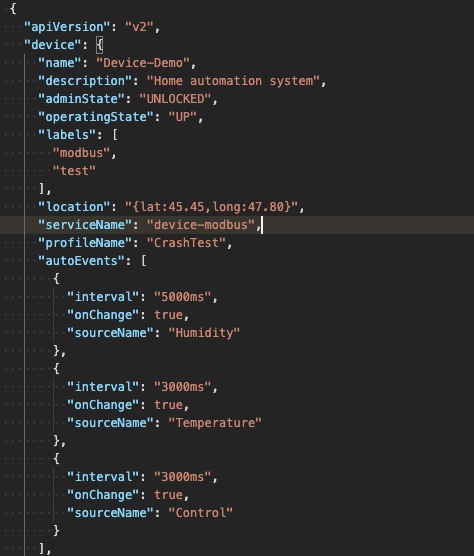 {
"apiVersion": "v2",
"device": {
"name": "Device-Demo",
"description": "Home automation system",
"adminState": "UNLOCKED",
"operatingState": "UP",
"labels": [
"modbus",
"test"
],
"location": "{lat:45.45,long:47.80}",
"serviceName": "device-modbus",
"profileName": "CrashTest",
"autoEvents": [
{
"interval": "5000ms",
"onChange": true,
"sourceName": "Humidity"
},
{
"interval": "3000ms",
"onChange": true,
"sourceName": "Temperature"
},
{
"interval": "3000ms",
"onChange": true,
"sourceName": "Control"
}
],